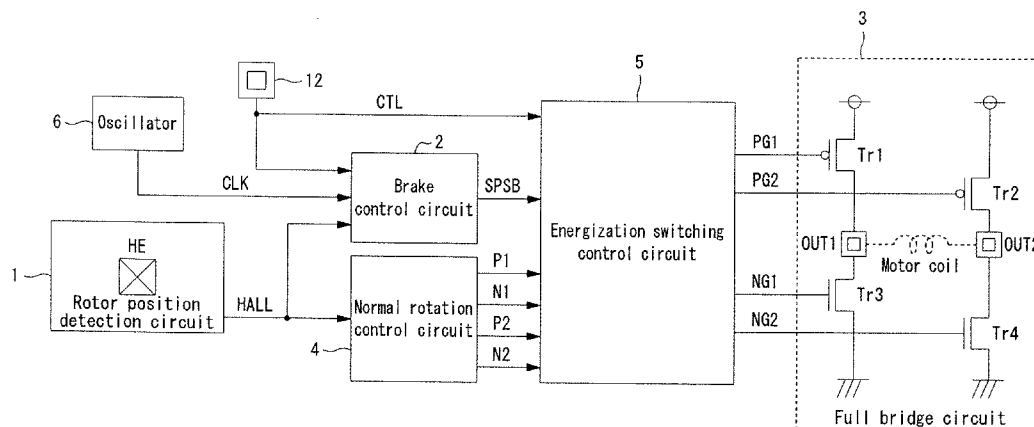 3
12
CTL
5
6
Oscillator
2
Brake
control circuit
CLK
SPSB
PG1
PG2
Tr1
Tr2
Energization switching
control circuit
OUT1
OUT2
Motor coil
1
HE
Rotor position
detection circuit
HALL
Normal rotation
control circuit
4
P1
N1
P2
N2
NG1
NG2
Tr3
Tr4
Full bridge circuit